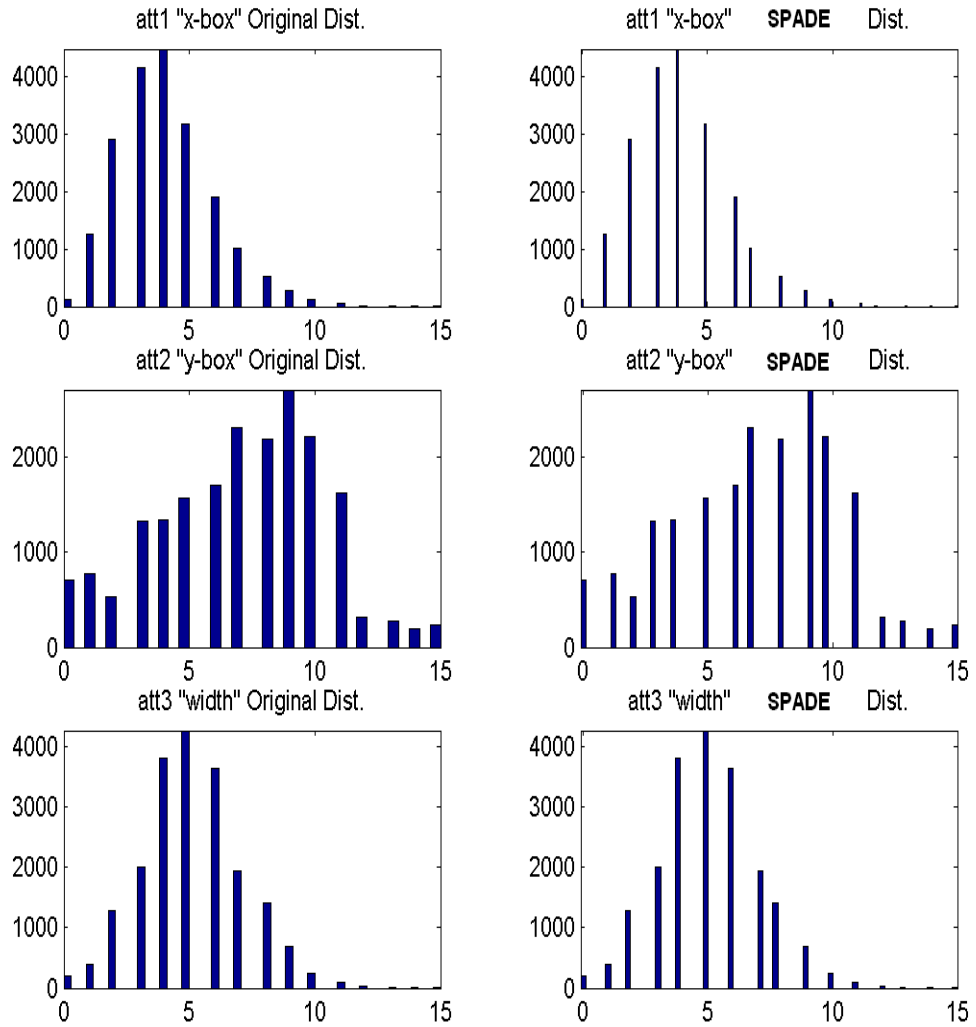 att1 "x-box" Original Dist.
4000
3000
2000
1000
0
0 5 10 15
att1 "x-box" SPADE Dist.
4000
3000
2000
1000
0
0 5 10 15
att2 "y-box" Original Dist.
2000
1000
0
0 5 10 15
att2 "y-box" SPADE Dist.
2000
1000
0
0 5 10 15
att3 "width" Original Dist.
4000
3000
2000
1000
0
0 5 10 15
att3 "width" SPADE Dist.
4000
3000
2000
1000
0
0 5 10 15